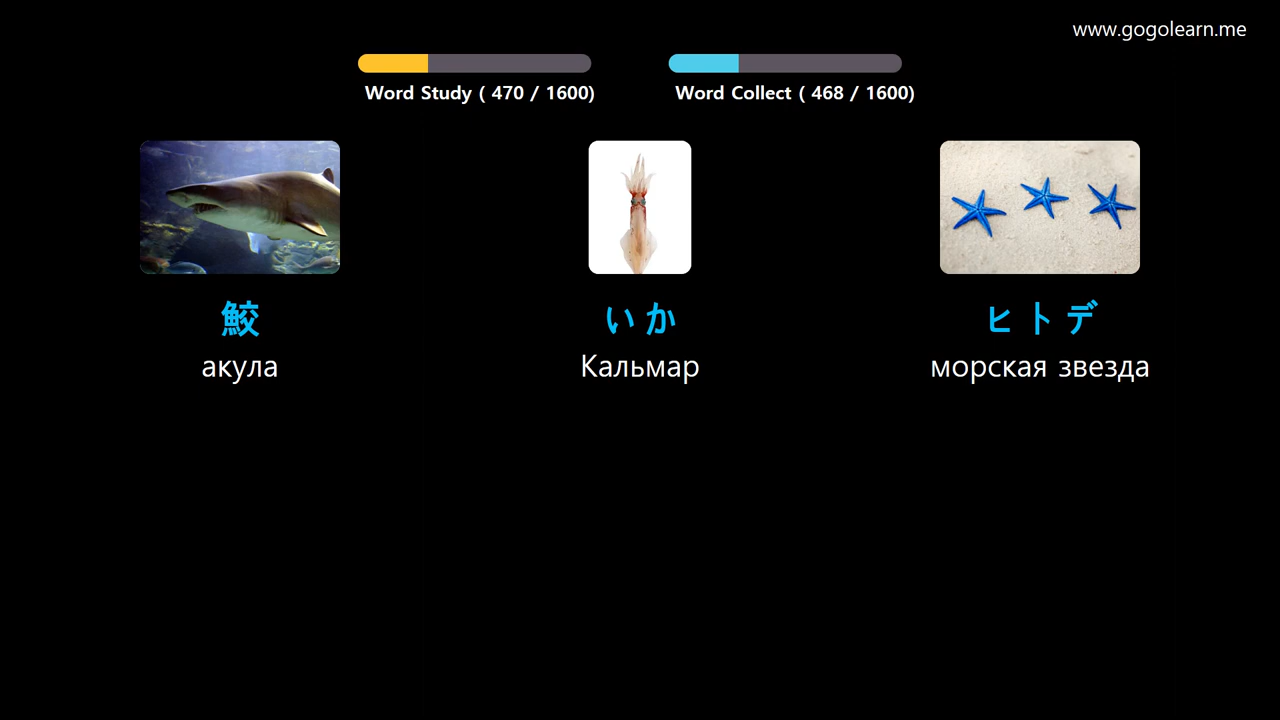 www.gogolearn.me
Word Study ( 470 / 1600)
Word Collect ( 468 / 1600)
鮫
いか
ヒトデ
акула
Кальмар
морская звезда